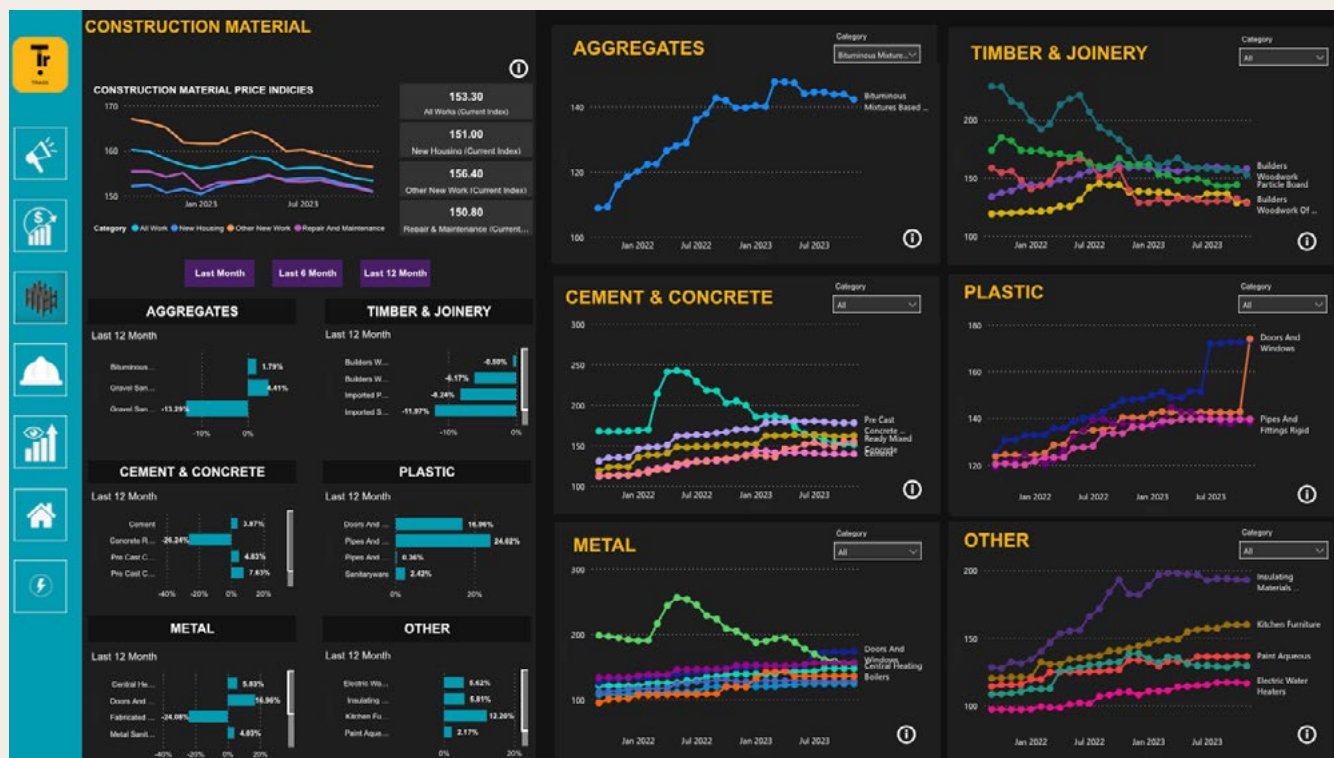 CONSTRUCTION MATERIAL
Tr
CONSTRUCTION MATERIAL PRICE INDICIES
170
160
150
Jan 2023
Jul 2023
Category All Work New Housing Other New Work Repair And Maintenance
153.30
All Works (Current Index)
151.00
New Housing (Current Index)
156.40
Other New Work (Current Index)
150.80
Repair & Maintenance (Current...
Last Month
Last 6 Month
Last 12 Month
AGGREGATES
Last 12 Month
Bituminous...
1.79%
Gravel San...
4.41%
Gravel San...
-13.29%
-10%
0%
TIMBER & JOINERY
Last 12 Month
Builders W...
-0.50%
Builders W...
-6.17%
Imported P...
-8.24%
Imported S...
-11.97%
-10%
0%
CEMENT & CONCRETE
Last 12 Month
Cement
3.97%
Concrete R...
-26.24%
Pre Cast C...
4.83%
Pre Cast C...
7.63%
-40%
-20%
0%
20%
PLASTIC
Last 12 Month
Doors And ...
16.96%
Pipes And ...
24.02%
Pipes And ...
0.36%
Sanitaryware
2.42%
0%
20%
METAL
Last 12 Month
Central He...
5.83%
Doors And ...
16.96%
Fabricated ...
-24.08%
Metal Sanit...
4.03%
-40%
-20%
0%
20%
OTHER
Last 12 Month
Electric Wa...
5.62%
Insulating ...
5.81%
Kitchen Fu...
12.20%
Paint Aque...
2.17%
0%
20%
AGGREGATES
Category
Bituminous Mixture...
140
120
100
Jan 2022
Jul 2022
Jan 2023
Jul 2023
Bituminous
Mixtures Based ...
TIMBER & JOINERY
Category
All
200
150
100
Jan 2022
Jul 2022
Jan 2023
Jul 2023
Builders
Woodwork
Particle Board
Builders
Woodwork Of ...
CEMENT & CONCRETE
Category
All
300
250
200
150
100
Jan 2022
Jul 2022
Jan 2023
Jul 2023
Pre Cast
Concrete ...
Ready Mixed
Concrete
Cement
PLASTIC
Category
All
180
160
140
120
Jan 2022
Jul 2022
Jan 2023
Jul 2023
Doors And
Windows
Pipes And
Fittings Rigid
METAL
Category
All
300
200
100
Jan 2022
Jul 2022
Jan 2023
Jul 2023
Doors And
Windows
Central Heating
Boilers
OTHER
Category
All
200
150
100
Jan 2022
Jul 2022
Jan 2023
Jul 2023
Insulating
Materials ...
Kitchen Furniture
Paint Aqueous
Electric Water
Heaters